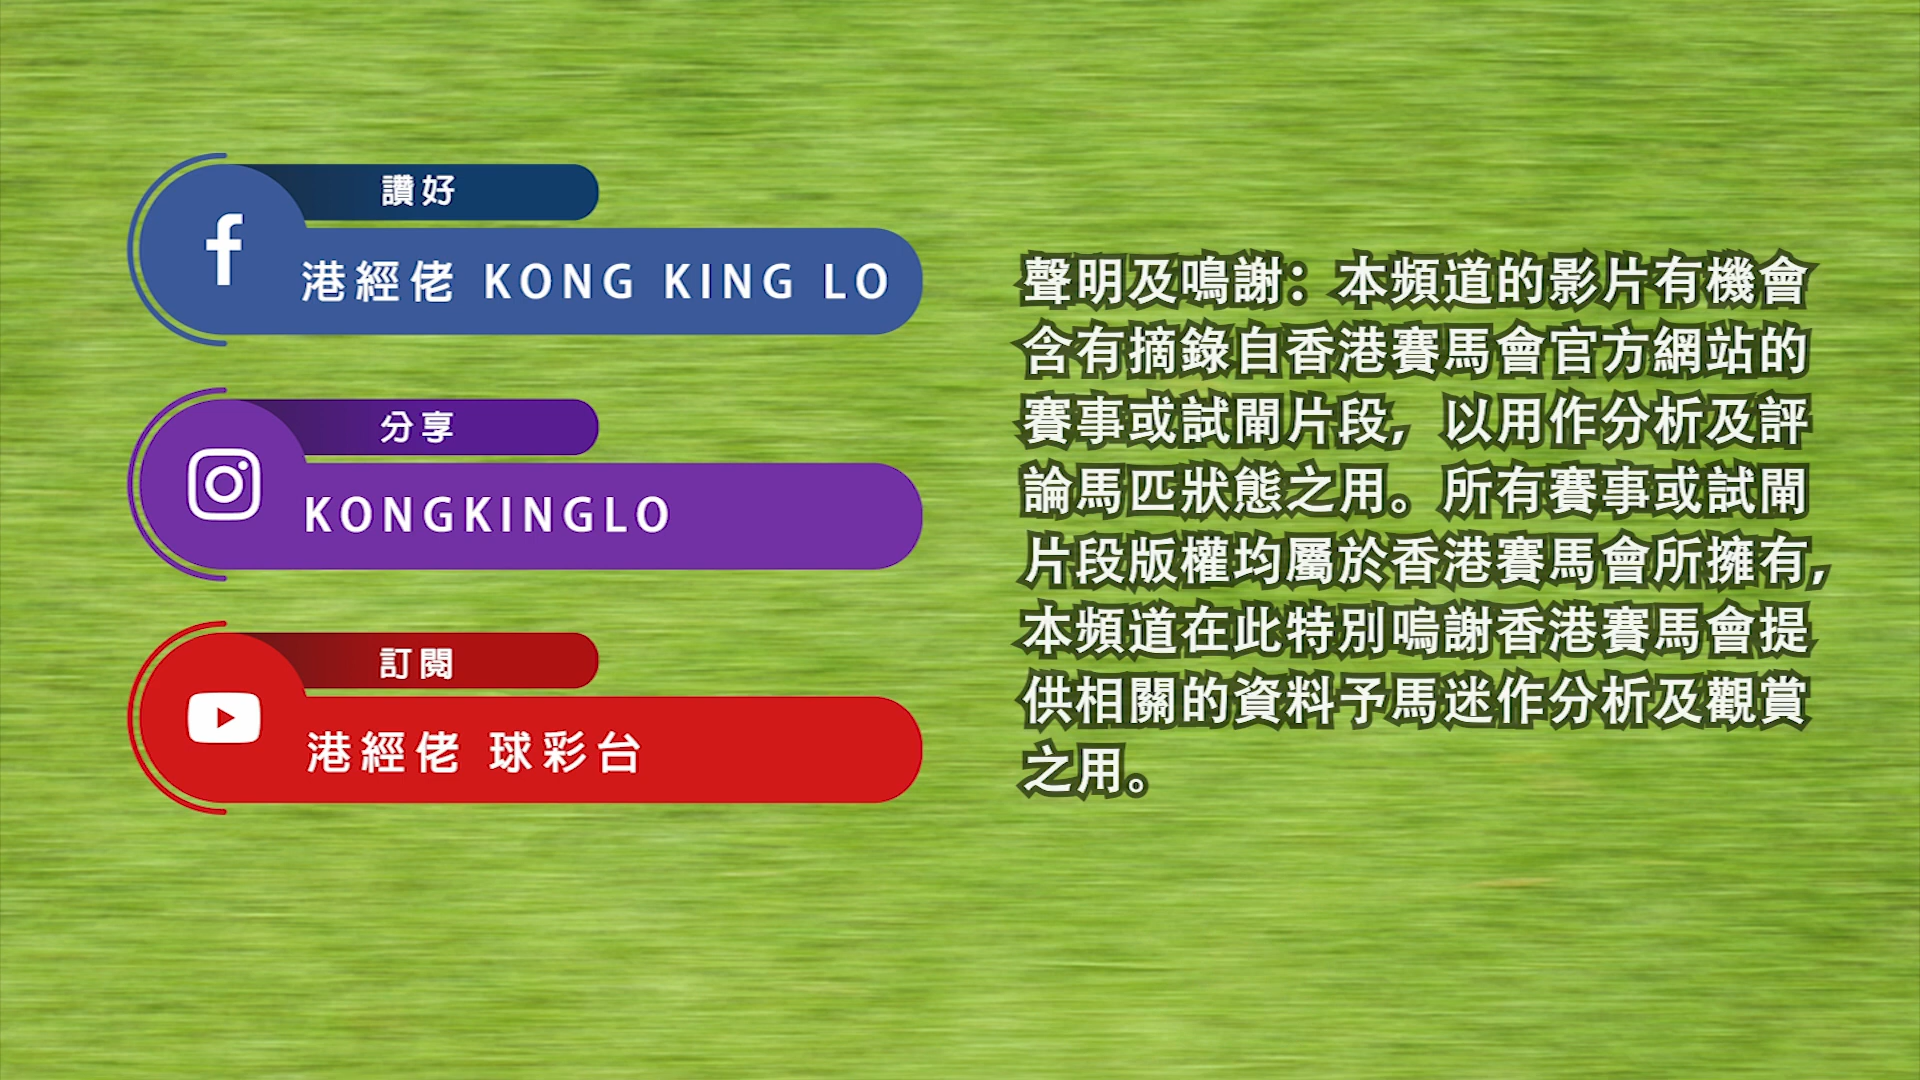 讚好
港經佬 KONG KING LO
分享
KONGKINGLO
訂閱
港經佬 球彩台
聲明及鳴謝：本頻道的影片有機會
含有摘錄自香港賽馬會官方網站的
賽事或試閘片段，以用作分析及評
論馬匹狀態之用。所有賽事或試閘
片段版權均屬於香港賽馬會所擁有，
本頻道在此特別嗚謝香港賽馬會提
供相關的資料予馬迷作分析及觀賞
之用。